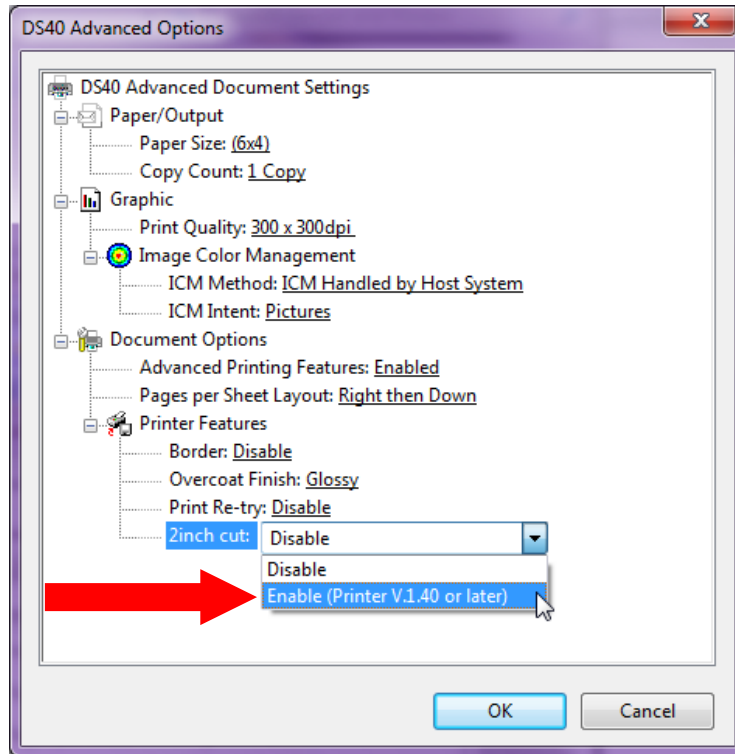 DS40 Advanced Options
DS40 Advanced Document Settings
Paper/Output
Paper Size: (6x4)
Copy Count: 1 Copy
Graphic
Print Quality: 300 x 300dpi
Image Color Management
ICM Method: ICM Handled by Host System
ICM Intent: Pictures
Document Options
Advanced Printing Features: Enabled
Pages per Sheet Layout: Right then Down
Printer Features
Border: Disable
Overcoat Finish: Glossy
Print Re-try: Disable
2inch cut: Disable
Disable
Enable (Printer V.1.40 or later)
OK Cancel